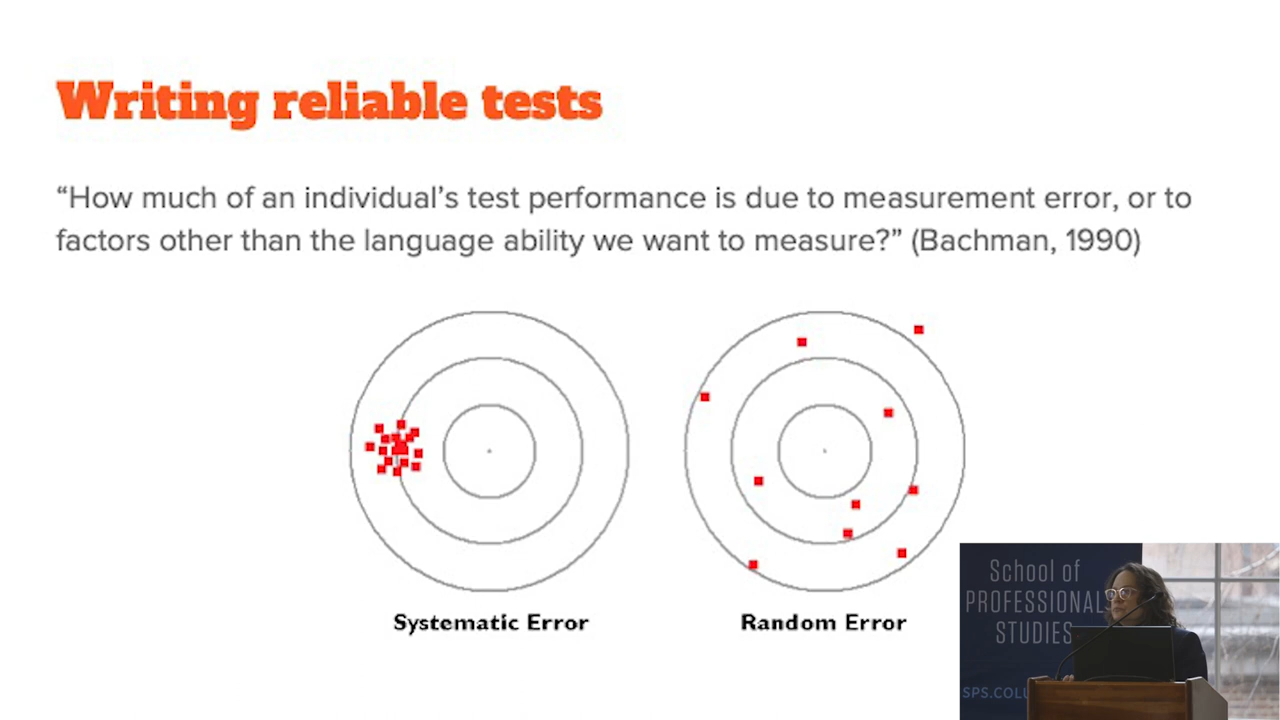 Writing reliable tests
“How much of an individual’s test performance is due to measurement error, or to
factors other than the language ability we want to measure?” (Bachman, 1990)
Systematic Error
Random Error
School of
PROFESSIONAL
STUDIES